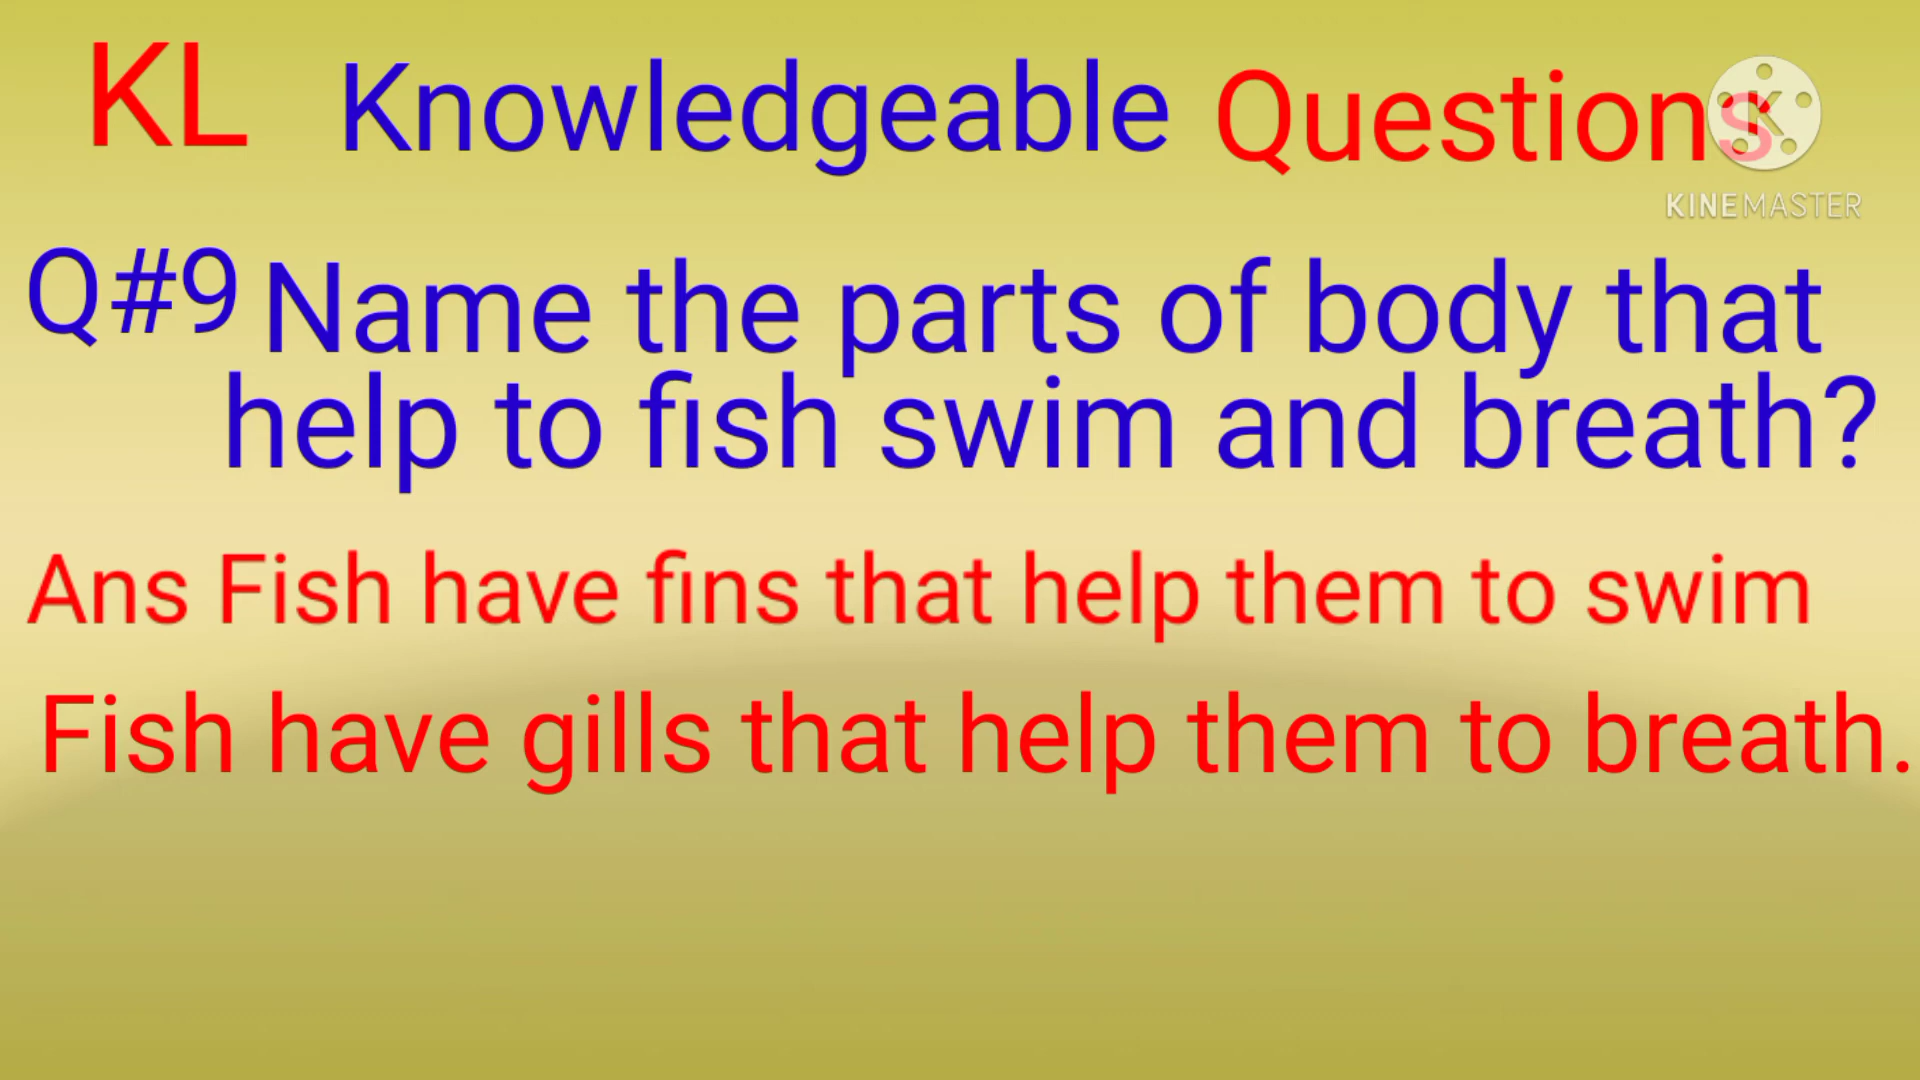 KL Knowledgeable Questions
K
KINEMASTER
Q#9 Name the parts of body that
help to fish swim and breath?
Ans Fish have fins that help them to swim
Fish have gills that help them to breath.